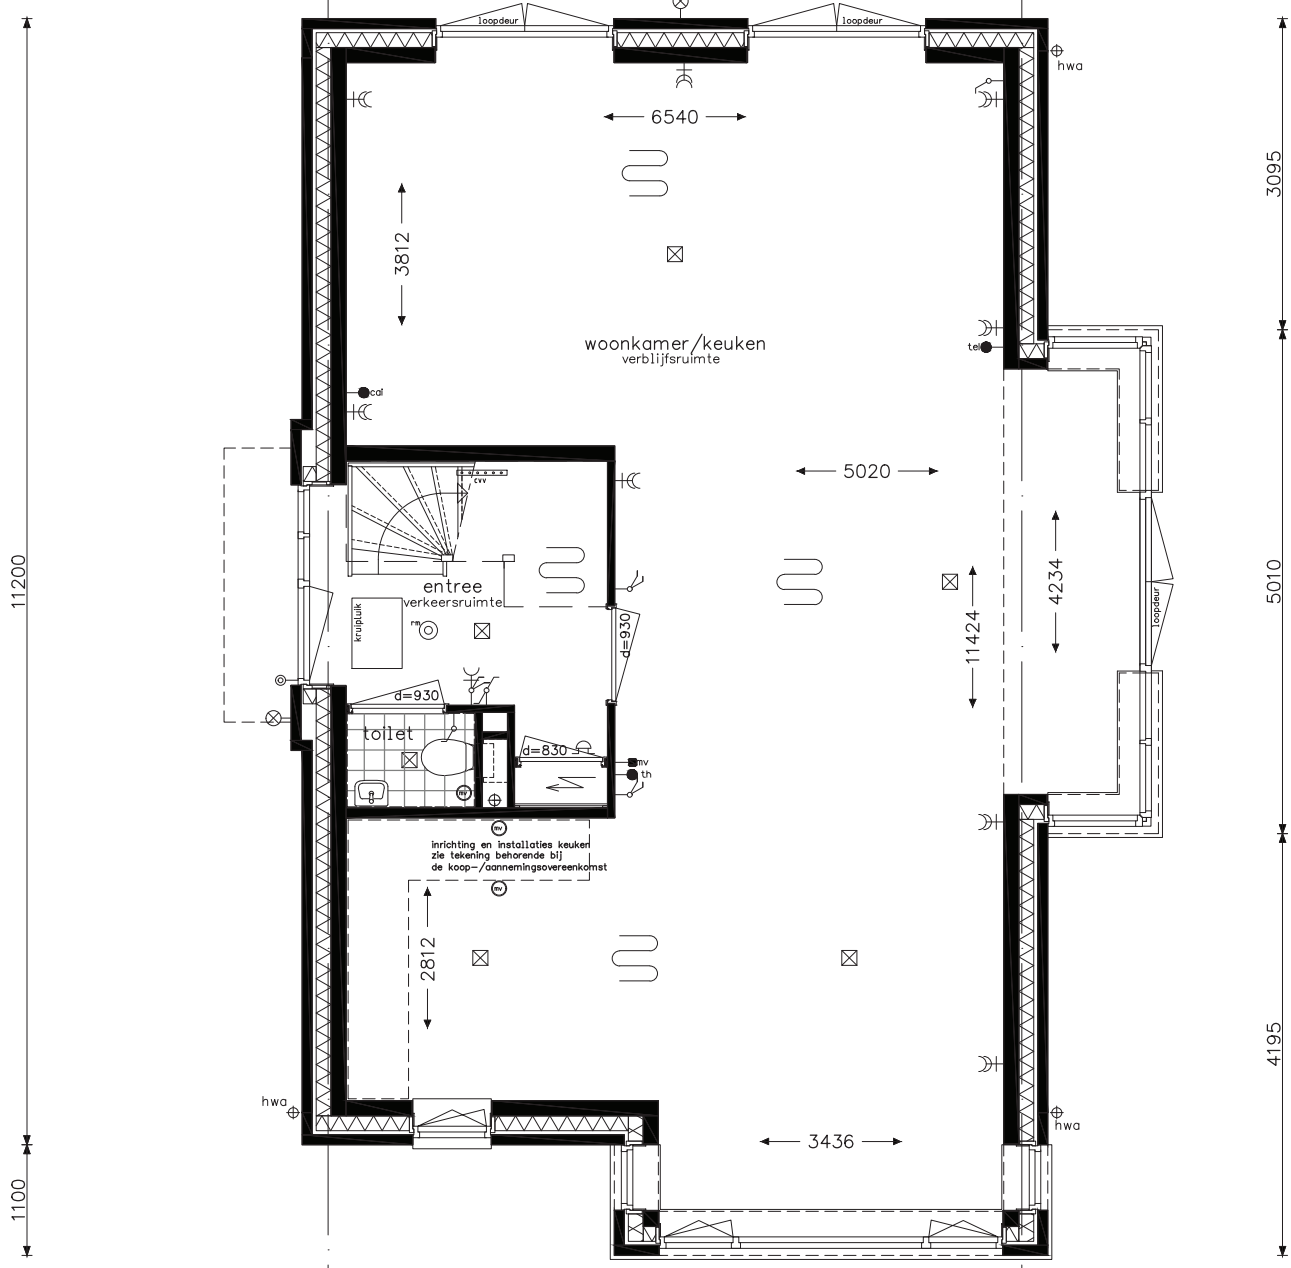 loopdeur
loopdeur
hwa
6540
3095
3812
woonkamer/keuken
verblijfsruimte
tel
cai
5020
cvv
11200
entree
verkeersruimte
kruipluik
rm
d=930
4234
11424
loopdeur
5010
d=930
toilet
d=830
mv
th
mv
mv
inrichting en installaties keuken
zie tekening behorende bij
de koop-/aannemingsovereenkomst
mv
2812
4195
hwa
hwa
3436
1100